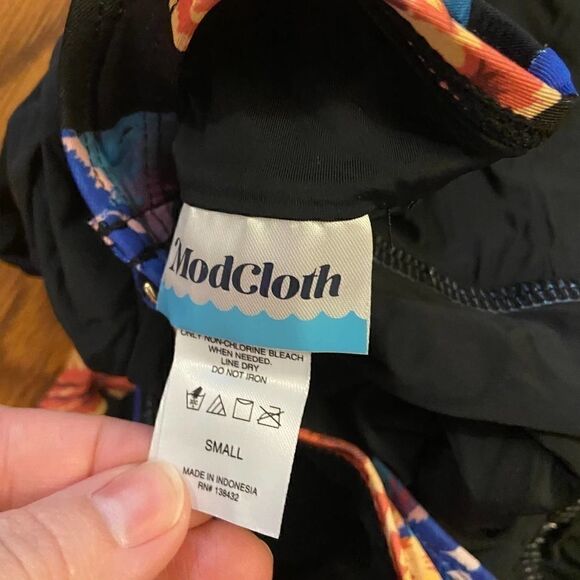 ModCloth
ONLY NON-CHLORINE BLEACH
WHEN NEEDED.
LINE DRY
DO NOT IRON
SMALL
MADE IN INDONESIA
RN# 138432